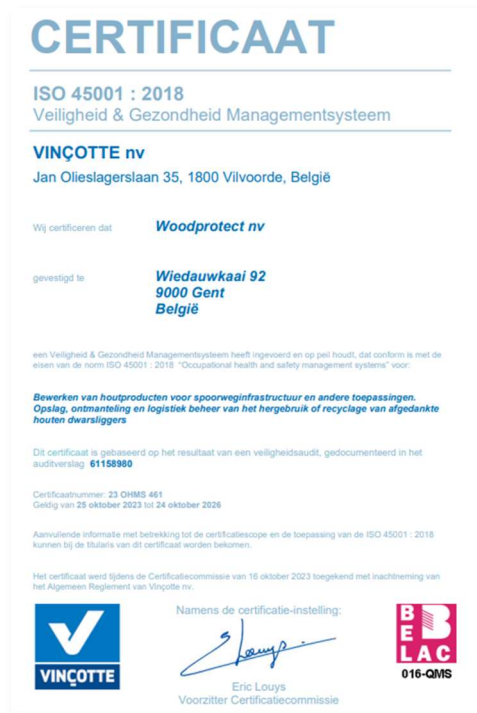 CERTIFICAAT
ISO 45001 : 2018
Veiligheid & Gezondheid Managementsysteem
VINÇOTTE nv
Jan Olieslagerslaan 35, 1800 Vilvoorde, België
Wij certificeren dat
Woodprotect nv
gevestigd te
Wiedauwkaai 92
9000 Gent
België
een Veiligheid & Gezondheid Managementsysteem heeft ingevoerd en op peil houdt, dat conform is met de
eisen van de norm ISO 45001 : 2018 "Occupational health and safety management systems" voor:
Bewerken van houtproducten voor spoorweginfrastructuur en andere toepassingen.
Opslag, ontmanteling en logistiek beheer van het hergebruik of recyclage van afgedankte
houten dwarsliggers
Dit certificaat is gebaseerd op het resultaat van een veiligheidsaudit, gedocumenteerd in het
auditverslag 61158980
Certificaatnummer: 23 OHMS 461
Geldig van 25 oktober 2023 tot 24 oktober 2026
Aanvullende informatie met betrekking tot de certificatiescope en de toepassing van de ISO 45001 : 2018
kunnen bij de titularis van dit certificaat worden bekomen.
Het certificaat werd tijdens de Certificatiecommissie van 16 oktober 2023 toegekend met inachtneming van
het Algemeen Reglement van Vinçotte nv.
Namens de certificatie-instelling:
VINÇOTTE
BELAC
016-QMS
Eric Louys
Voorzitter Certificatiecommissie